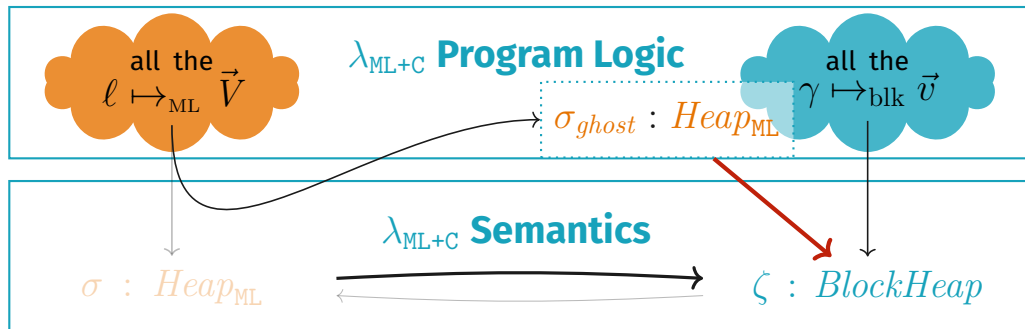 all the
ℓ ↦ML V⃗
λML+C Program Logic
σghost : HeapML
all the
γ ↦blk v⃗
λML+C Semantics
σ : HeapML
ζ : BlockHeap